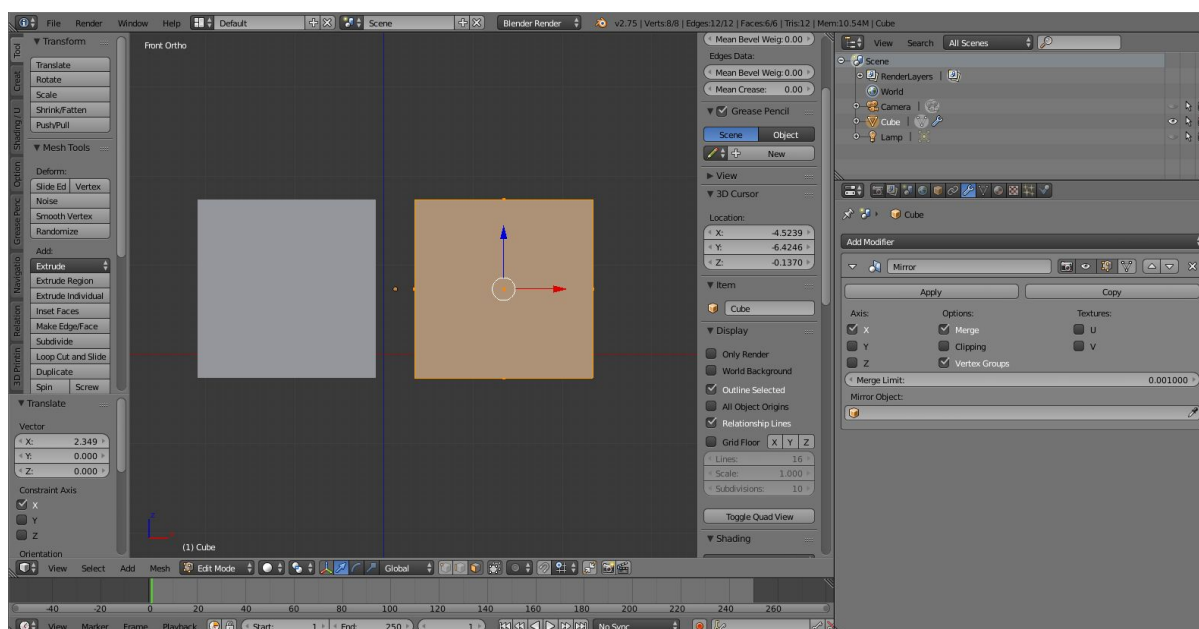 File Render Window Help Default Scene Blender Render v2.75 | Verts:8/8 | Edges:12/12 | Faces:6/6 | Tris:12 | Mem:10.54M | Cube
Tool
Creat
Shading / U
Option
Grease Penc
Navigatio
Relation
3D Printin
Transform
Translate
Rotate
Scale
Shrink/Fatten
Push/Pull
Mesh Tools
Deform:
Slide Ed Vertex
Noise
Smooth Vertex
Randomize
Add:
Extrude
Extrude Region
Extrude Individual
Inset Faces
Make Edge/Face
Subdivide
Loop Cut and Slide
Duplicate
Spin Screw
Translate
Vector
X: 2.349
Y: 0.000
Z: 0.000
Constraint Axis
X
Y
Z
Orientation
Front Ortho
(1) Cube
Mean Bevel Weig: 0.00
Edges Data:
Mean Bevel Weig: 0.00
Mean Crease: 0.00
Grease Pencil
Scene Object
New
View
3D Cursor
Location:
X: -4.5239
Y: -6.4246
Z: -0.1370
Item
Cube
Display
Only Render
World Background
Outline Selected
All Object Origins
Relationship Lines
Grid Floor X Y Z
Lines: 16
Scale: 1.000
Subdivisions: 10
Toggle Quad View
Shading
View Search All Scenes
Scene
RenderLayers |
World
Camera |
Cube |
Lamp |
Cube
Add Modifier
Mirror
Apply Copy
Axis: Options: Textures:
X Merge U
Y Clipping V
Z Vertex Groups
Merge Limit: 0.001000
Mirror Object:
View Select Add Mesh Edit Mode Global
-40 -20 0 20 40 60 80 100 120 140 160 180 200 220 240 260
View Marker Frame Playback Start: 1 End: 250 1 No Sync